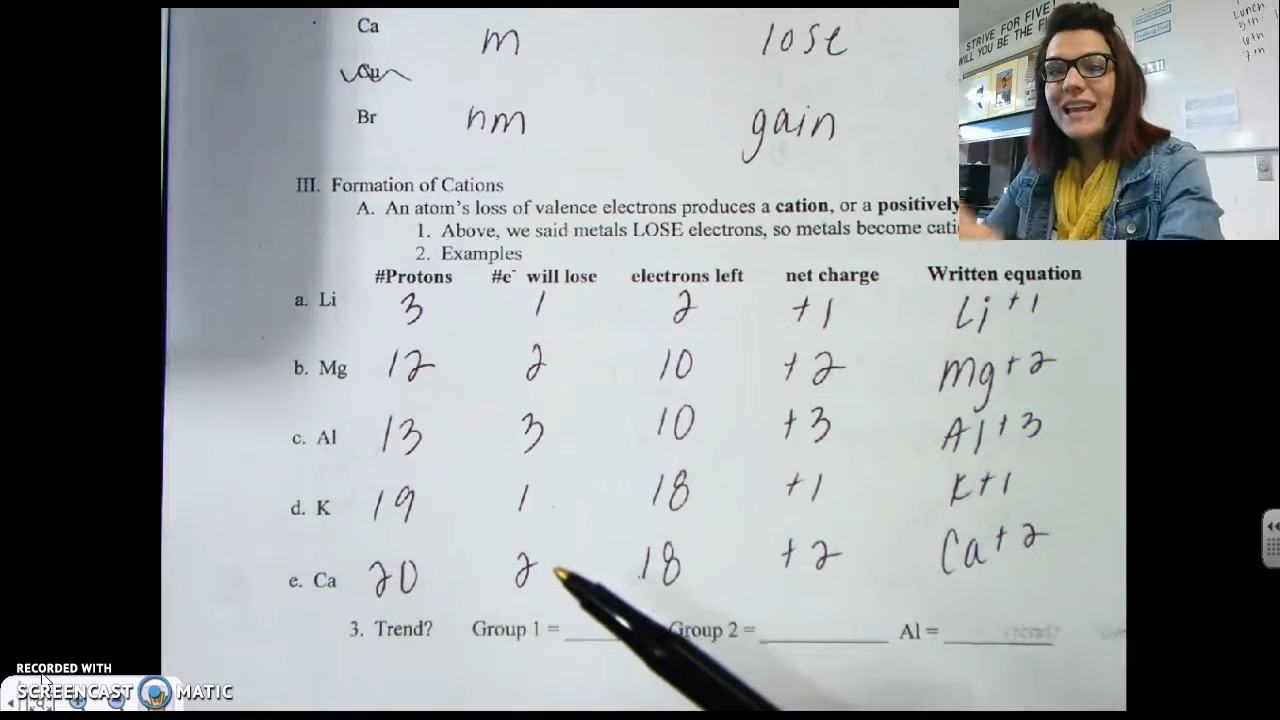 Ca m lose
Cu
Br nm gain
III. Formation of Cations
A. An atom's loss of valence electrons produces a cation, or a positively
1. Above, we said metals LOSE electrons, so metals become cati
2. Examples
#Protons #e⁻ will lose electrons left net charge Written equation
a. Li 3 1 2 +1 Li +1
b. Mg 12 2 10 +2 Mg +2
c. Al 13 3 10 +3 Al +3
d. K 19 1 18 +1 K+1
e. Ca 20 2 18 +2 Ca +2
3. Trend? Group 1 = ______ Group 2 = ______ Al = ______
STRIVE FOR FIVE!
WILL YOU BE THE FI
Lunch
5th
6th
7th
RECORDED WITH
SCREENCAST MATIC